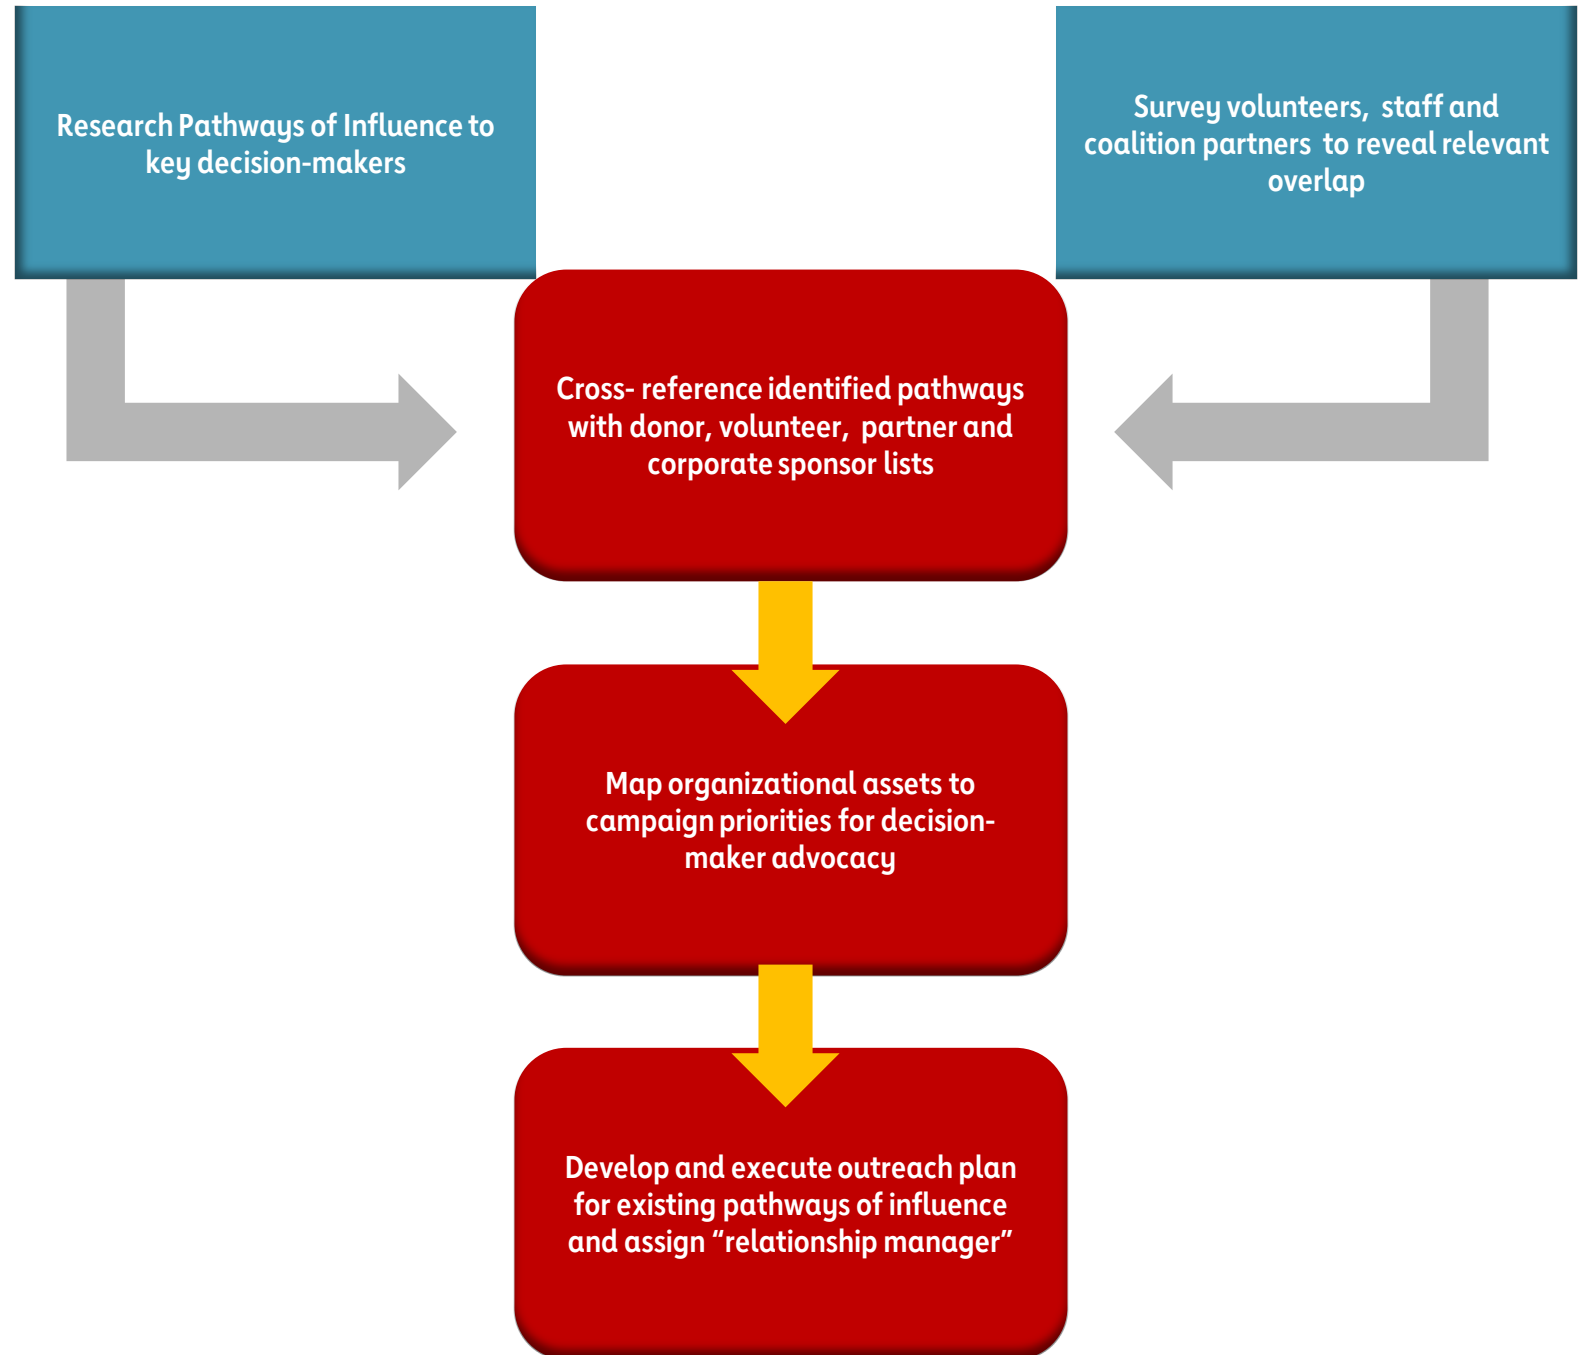 Research Pathways of Influence to
key decision-makers
Survey volunteers, staff and
coalition partners to reveal relevant
overlap
Cross- reference identified pathways
with donor, volunteer, partner and
corporate sponsor lists
Map organizational assets to
campaign priorities for decision-
maker advocacy
Develop and execute outreach plan
for existing pathways of influence
and assign “relationship manager”